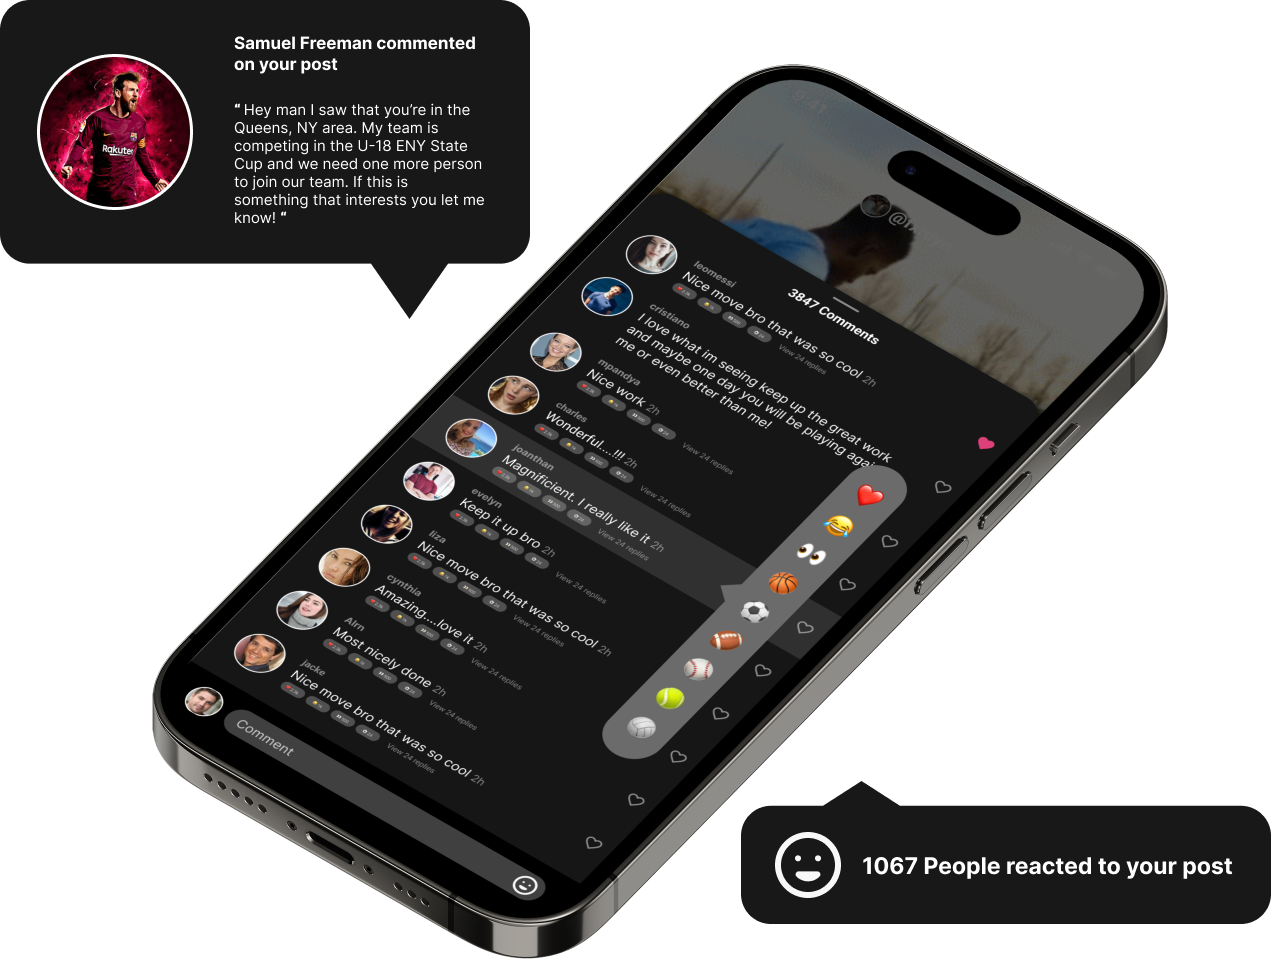 Samuel Freeman commented
on your post
“ Hey man I saw that you’re in the
Queens, NY area. My team is
competing in the U-18 ENY State
Cup and we need one more person
to join our team. If this is
something that interests you let me
know! “
Rakuten
3847 Comments
leomessi
Nice move bro that was so cool 2h
View 24 replies
cristiano
I love what im seeing keep up the great work
and maybe one day you will be playing again
me or even better than me!
mpandya
Nice work 2h
View 24 replies
charles
Wonderful....!!! 2h
View 24 replies
joanthan
Magnificient. I really like it 2h
View 24 replies
evelyn
Keep it up bro 2h
View 24 replies
liza
Nice move bro that was so cool 2h
View 24 replies
cynthia
Amazing....love it 2h
View 24 replies
Alrn
Most nicely done 2h
View 24 replies
jacke
Nice move bro that was so cool 2h
View 24 replies
Comment
1067 People reacted to your post